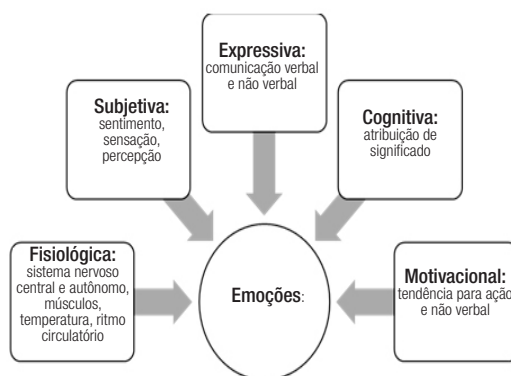 Expressiva:
comunicação verbal
e não verbal
Subjetiva:
sentimento,
sensação,
percepção
Cognitiva:
atribuição de
significado
Fisiológica:
sistema nervoso
central e autônomo,
músculos,
temperatura, ritmo
circulatório
Emoções:
Motivacional:
tendência para ação
e não verbal